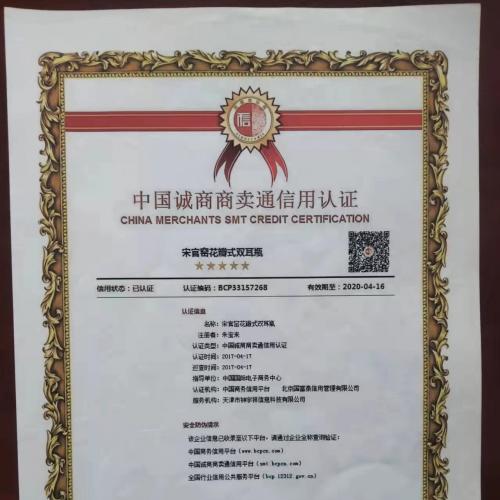 信
中国诚商商卖通信用认证
CHINA MERCHANTS SMT CREDIT CERTIFICATION
宋官窑花瓣式双耳瓶
★★★★★
信用状态:已认证 认证编码:BCP33157268 有效期至:2020-04-16
认证信息
名称:宋官窑花瓣式双耳瓶
注册者:朱宝来
认证类型:中国诚商商卖通信用认证
认证时间:2017-04-17
巡查时间:2017-04-17
指导单位:中国国际电子商务中心
认证机构:中国商务信用平台 北京国富泰信用管理有限公司
服务机构:天津市钟宇祥信息科技有限公司
安全防伪提示
该企业信息已收录至以下平台,请通过企业全称查询验证:
中国商务信用平台(www.bcpcn.com)
中国诚商商卖通信用平台(smt.bcpcn.com)
全国行业信用公共服务平台(bcp.12312.gov.cn)